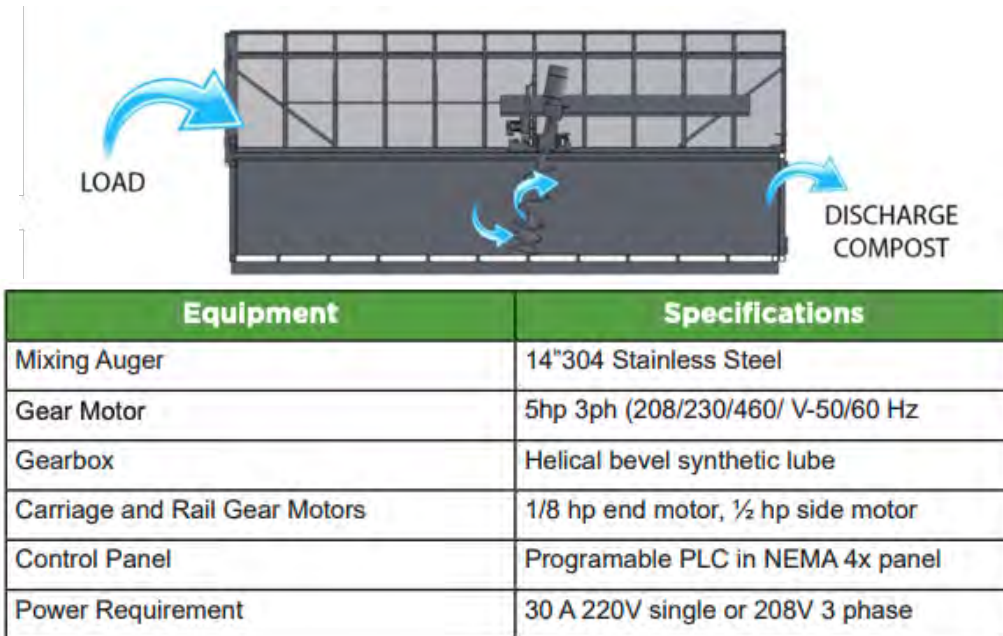 LOAD
DISCHARGE
COMPOST
Equipment Specifications
Mixing Auger 14”304 Stainless Steel
Gear Motor 5hp 3ph (208/230/460/ V-50/60 Hz
Gearbox Helical bevel synthetic lube
Carriage and Rail Gear Motors 1/8 hp end motor, ½ hp side motor
Control Panel Programable PLC in NEMA 4x panel
Power Requirement 30 A 220V single or 208V 3 phase